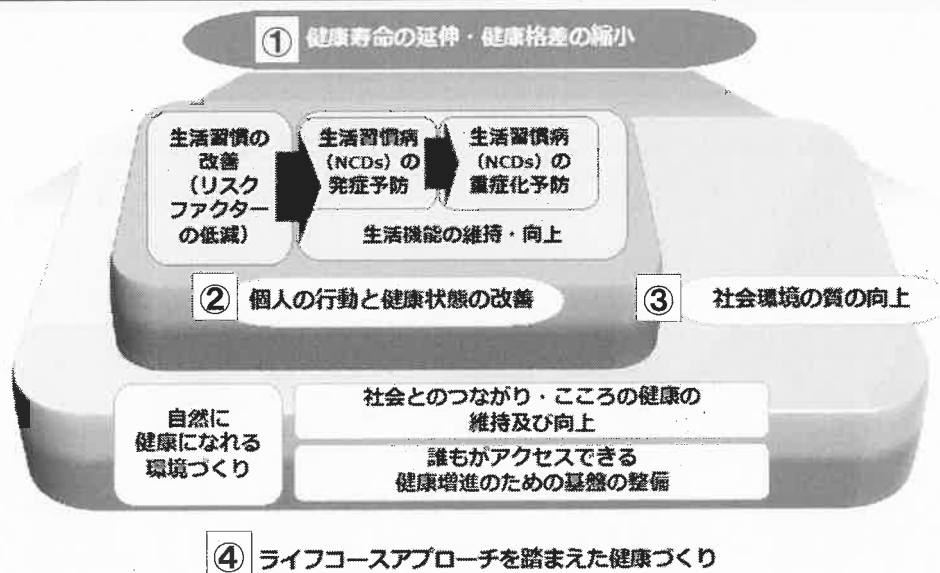 ① 健康寿命の延伸・健康格差の縮小
生活習慣の
改善
(リスク
ファクター
の低減)
生活習慣病
(NCDs)の
発症予防
生活習慣病
(NCDs)の
重症化予防
生活機能の維持・向上
② 個人の行動と健康状態の改善
③ 社会環境の質の向上
自然に
健康になれる
環境づくり
社会とのつながり・こころの健康の
維持及び向上
誰もがアクセスできる
健康増進のための基盤の整備
④ ライフコースアプローチを踏まえた健康づくり